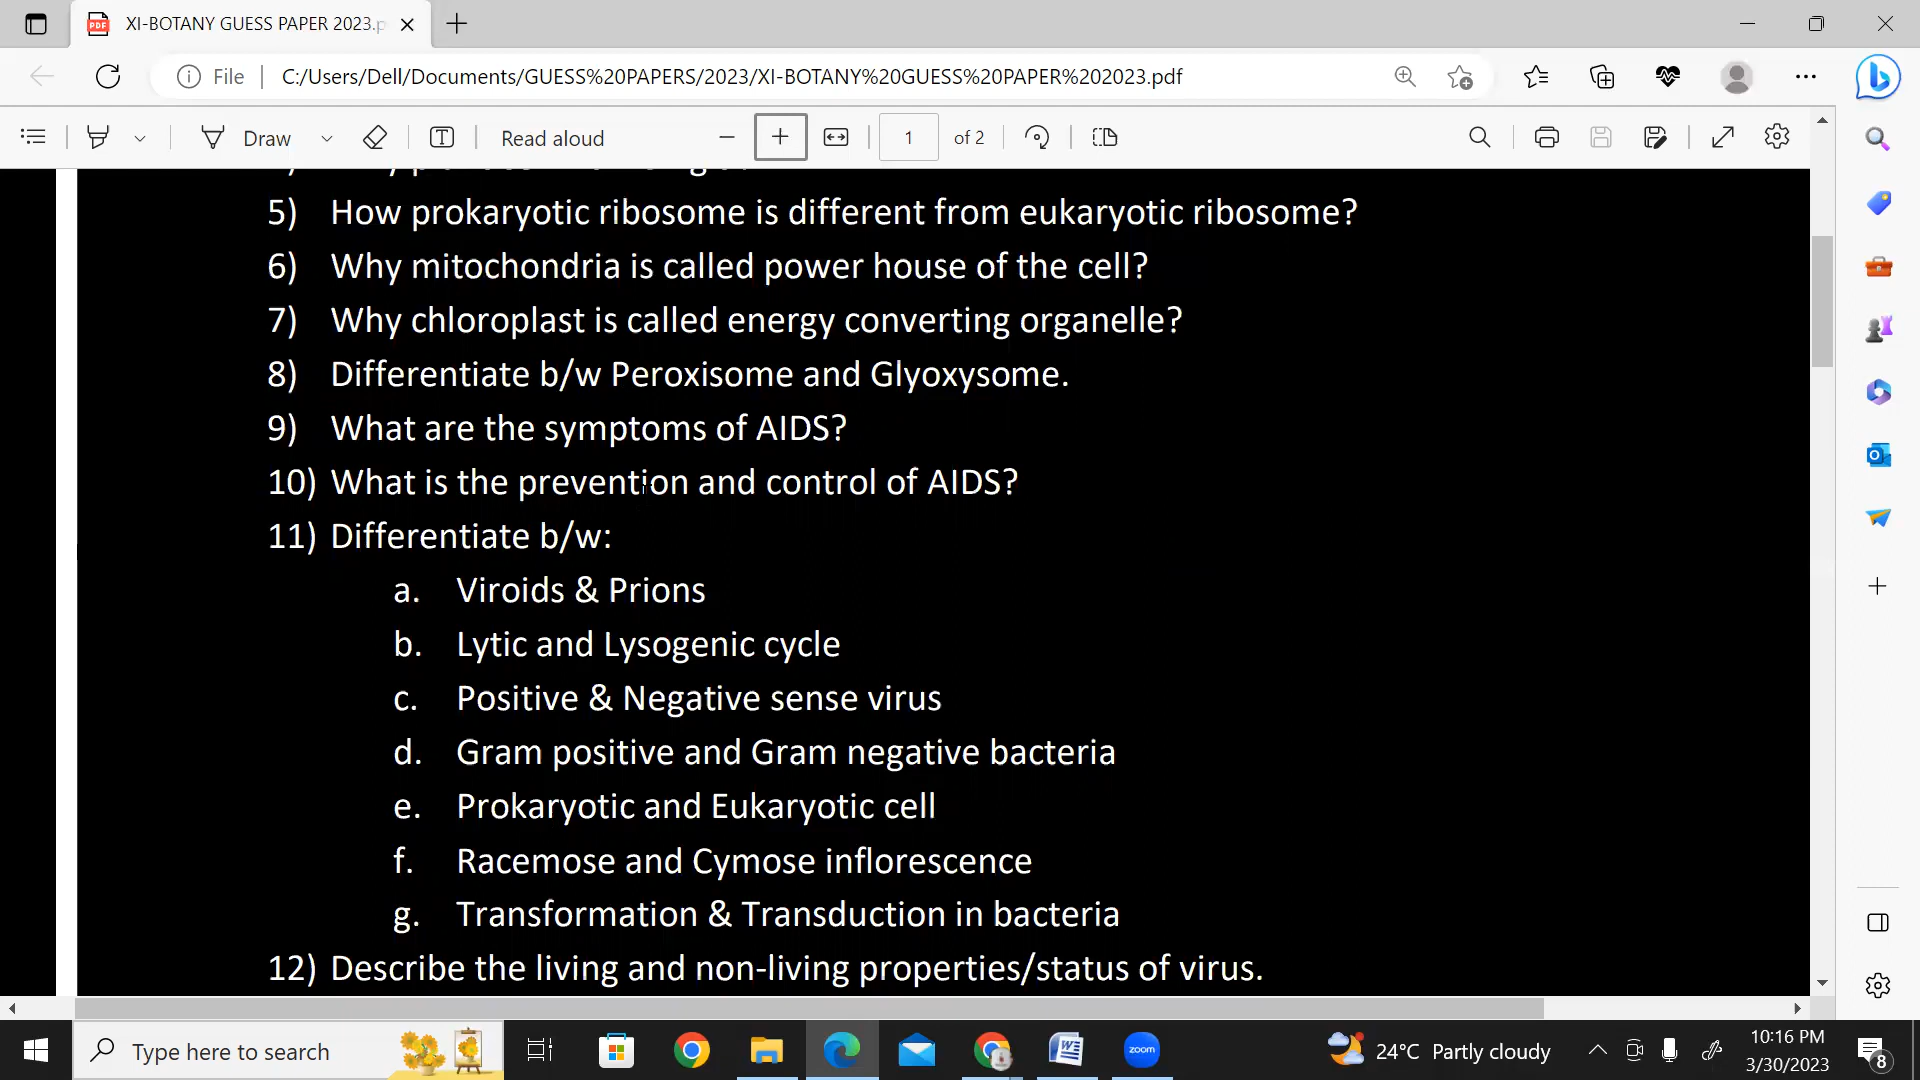 XI-BOTANY GUESS PAPER 2023.p
File
C:/Users/Dell/Documents/GUESS%20PAPERS/2023/XI-BOTANY%20GUESS%20PAPER%202023.pdf
Draw
Read aloud
1
of 2
5) How prokaryotic ribosome is different from eukaryotic ribosome?
6) Why mitochondria is called power house of the cell?
7) Why chloroplast is called energy converting organelle?
8) Differentiate b/w Peroxisome and Glyoxysome.
9) What are the symptoms of AIDS?
10) What is the prevention and control of AIDS?
11) Differentiate b/w:
a. Viroids & Prions
b. Lytic and Lysogenic cycle
c. Positive & Negative sense virus
d. Gram positive and Gram negative bacteria
e. Prokaryotic and Eukaryotic cell
f. Racemose and Cymose inflorescence
g. Transformation & Transduction in bacteria
12) Describe the living and non-living properties/status of virus.
Type here to search
zoom
24°C Partly cloudy
10:16 PM
3/30/2023
8